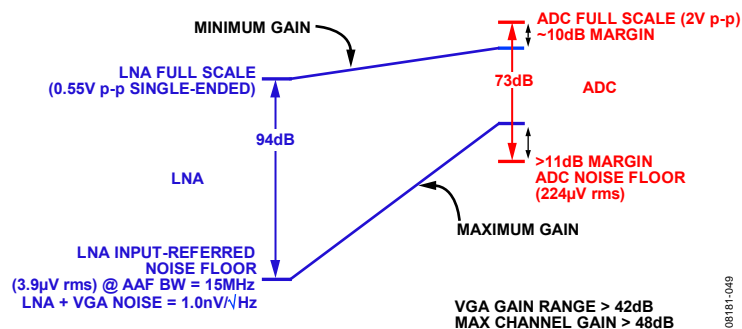 MINIMUM GAIN
ADC FULL SCALE (2V p-p)
~10dB MARGIN
LNA FULL SCALE
(0.55V p-p SINGLE-ENDED)
73dB
ADC
94dB
LNA
>11dB MARGIN
ADC NOISE FLOOR
(224µV rms)
MAXIMUM GAIN
LNA INPUT-REFERRED
NOISE FLOOR
(3.9µV rms) @ AAF BW = 15MHz
LNA + VGA NOISE = 1.0nV/√Hz
VGA GAIN RANGE > 42dB
MAX CHANNEL GAIN > 48dB
08181-049